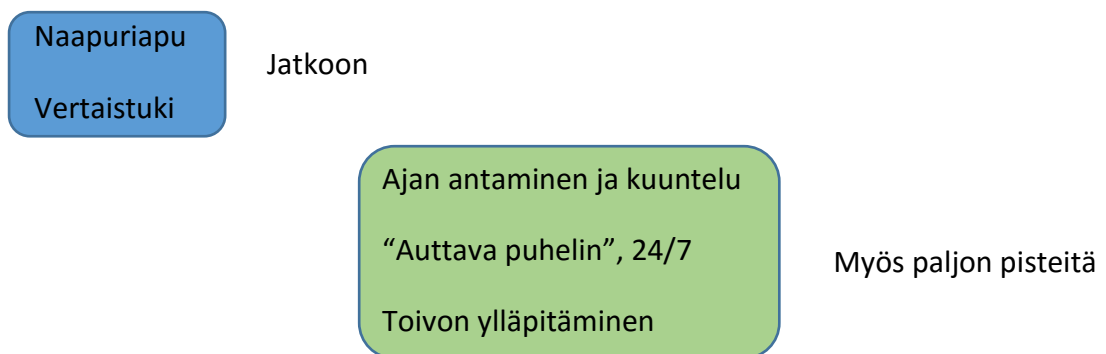 Naapuriapu
Vertaistuki
Jatkoon
Ajan antaminen ja kuuntelu
“Auttava puhelin”, 24/7
Toivon ylläpitäminen
Myös paljon pisteitä